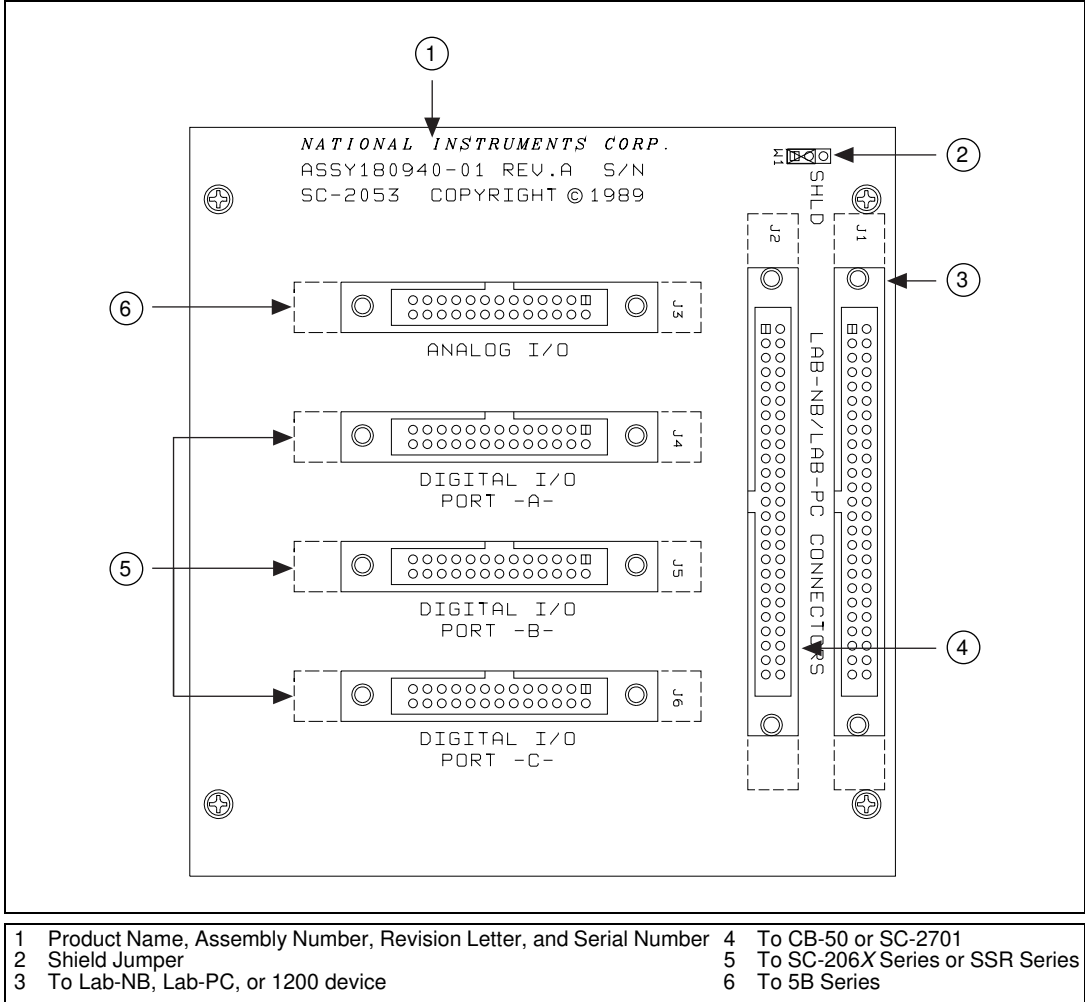 1
NATIONAL INSTRUMENTS CORP.
ASSY180940-01 REV.A S/N
SC-2053 COPYRIGHT © 1989
W1
2
SHLD
J2
J1
3
6
J3
ANALOG I/O
LAB-NB/LAB-PC CONNECTORS
J4
DIGITAL I/O
PORT -A-
5
J5
DIGITAL I/O
PORT -B-
4
J6
DIGITAL I/O
PORT -C-
1 Product Name, Assembly Number, Revision Letter, and Serial Number
2 Shield Jumper
3 To Lab-NB, Lab-PC, or 1200 device
4 To CB-50 or SC-2701
5 To SC-206X Series or SSR Series
6 To 5B Series